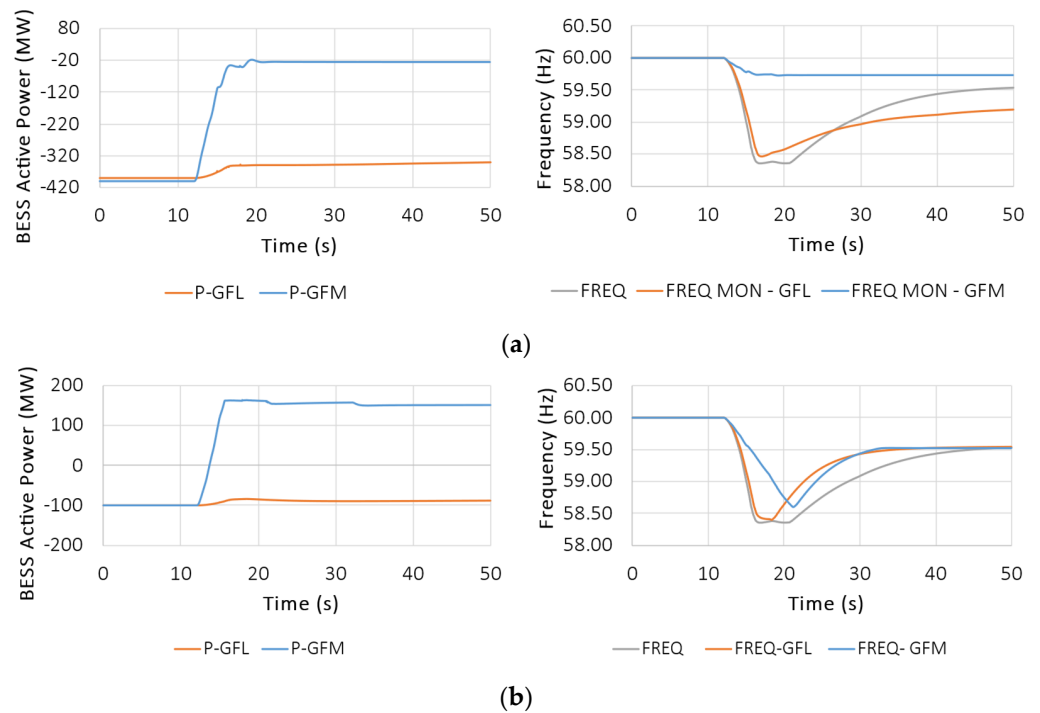 BESS Active Power (MW)
80
-20
-120
-220
-320
-420
0 10 20 30 40 50
Time (s)
P-GFL P-GFM
Frequency (Hz)
60.50
60.00
59.50
59.00
58.50
58.00
0 10 20 30 40 50
Time (s)
FREQ FREQ MON - GFL FREQ MON - GFM
(a)
BESS Active Power (MW)
200
100
0
-100
-200
0 10 20 30 40 50
Time (s)
P-GFL P-GFM
Frequency (Hz)
60.50
60.00
59.50
59.00
58.50
58.00
0 10 20 30 40 50
Time (s)
FREQ FREQ-GFL FREQ- GFM
(b)